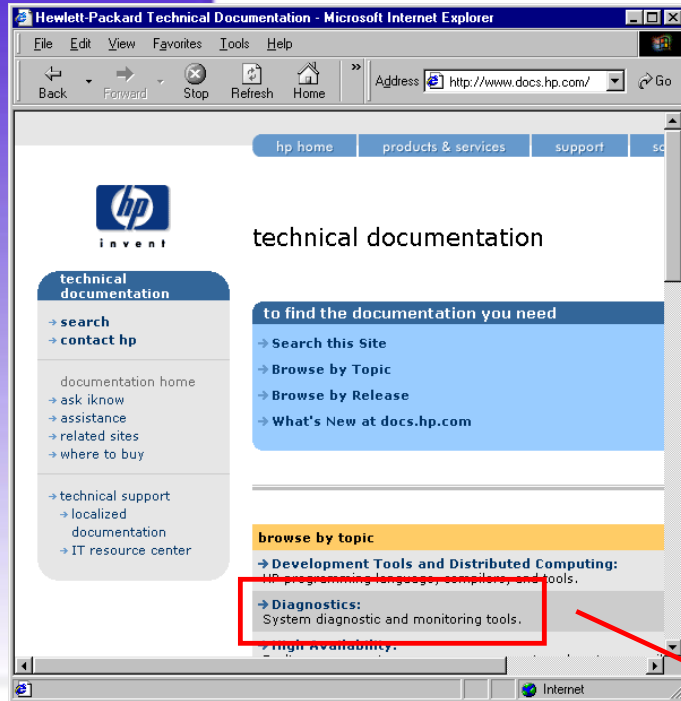 Hewlett-Packard Technical Documentation - Microsoft Internet Explorer
File Edit View Favorites Tools Help
Back Forward Stop Refresh Home » Address http://www.docs.hp.com/ Go
hp home products & services support
hp
invent
technical documentation
technical
documentation
search
contact hp
documentation home
ask iknow
assistance
related sites
where to buy
technical support
localized
documentation
IT resource center
to find the documentation you need
Search this Site
Browse by Topic
Browse by Release
What's New at docs.hp.com
browse by topic
Development Tools and Distributed Computing:
HP programming language, compilers, and tools.
Diagnostics:
System diagnostic and monitoring tools.
High Availability:
Internet